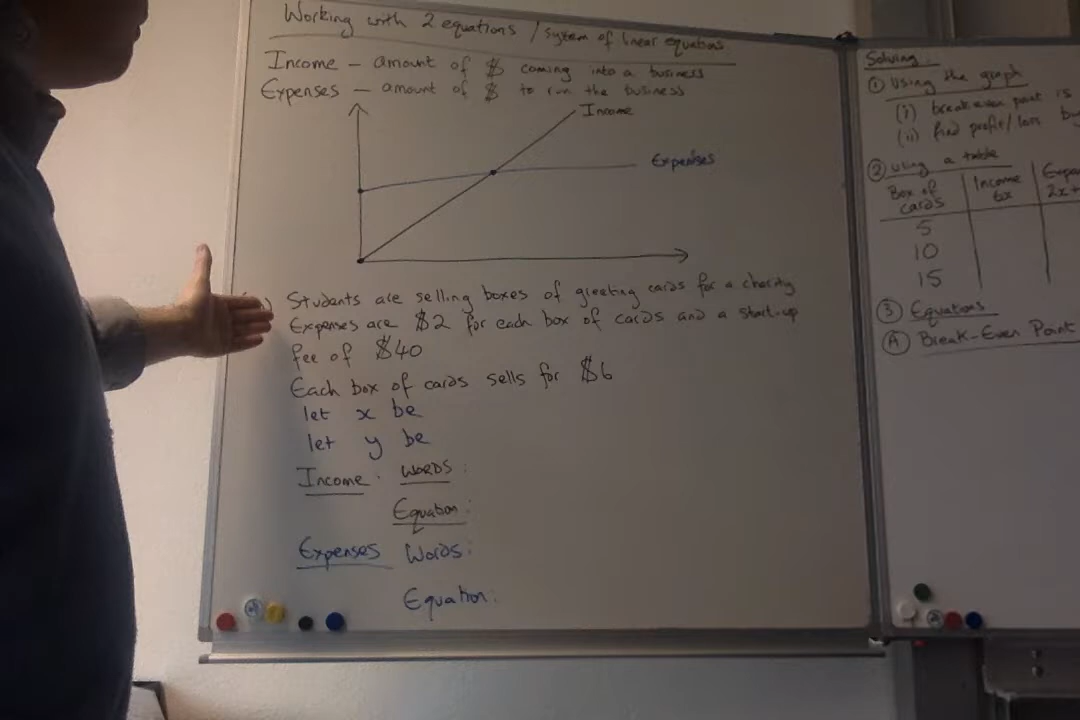 Working with 2 equations / system of linear equations
Income – amount of $ coming into a business
Expenses – amount of $ to run the business
Income
Expenses
Students are selling boxes of greeting cards for a charity
Expenses are $2 for each box of cards and a start-up
fee of $40
Each box of cards sells for $6
let x be
let y be
Income: Words:
Equation:
Expenses Words:
Equation:
Solving:
① Using the graph
(i) break even point is
(ii) find profit/loss by
② Using a table
Box of cards
Income 6x
2x+
5
10
15
③ Equations
Ⓐ Break-Even Point